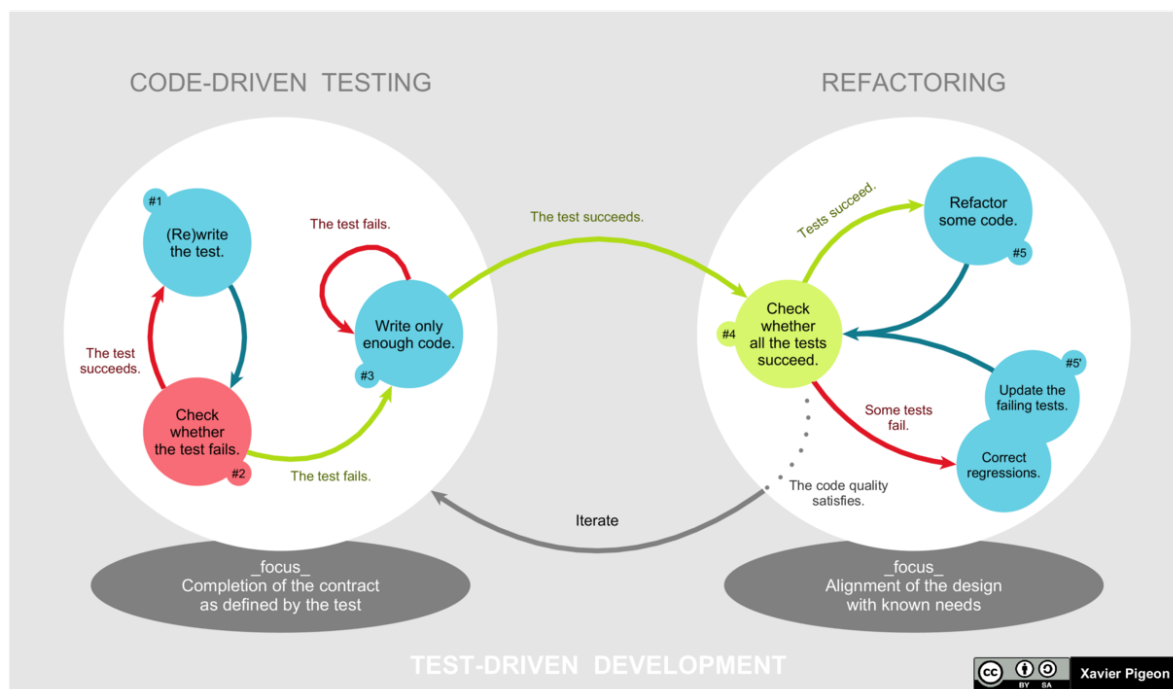 CODE-DRIVEN TESTING
REFACTORING
#1
(Re)write
the test.
The test
succeeds.
Check
whether
the test fails.
#2
The test fails.
The test fails.
Write only
enough code.
#3
The test succeeds.
#4
Check
whether
all the tests
succeed.
Tests succeed.
Refactor
some code.
#5
#5'
Update the
failing tests.
Some tests
fail.
Correct
regressions.
The code quality
satisfies.
Iterate
_focus_
Completion of the contract
as defined by the test
_focus_
Alignment of the design
with known needs
TEST-DRIVEN DEVELOPMENT
cc
BY SA
Xavier Pigeon